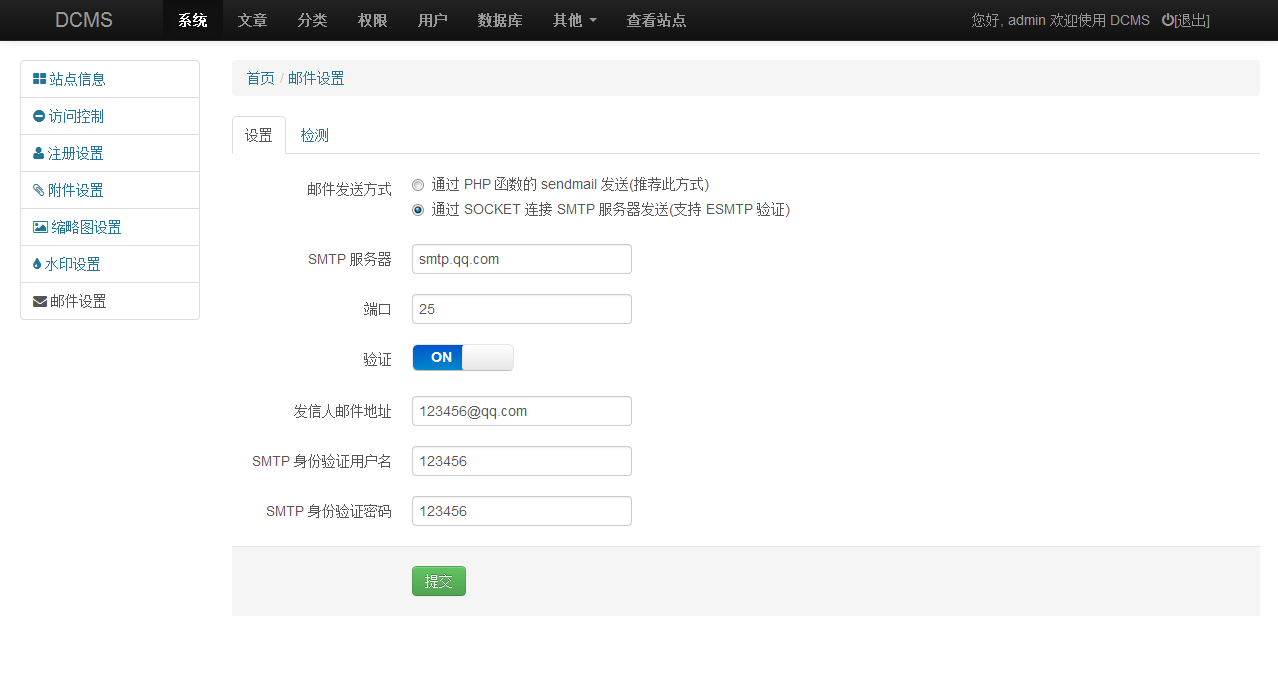 DCMS 系统 文章 分类 权限 用户 数据库 其他 查看站点 您好, admin 欢迎使用 DCMS [退出]
站点信息
访问控制
注册设置
附件设置
缩略图设置
水印设置
邮件设置
首页 / 邮件设置
设置 检测
邮件发送方式
通过 PHP 函数的 sendmail 发送(推荐此方式)
通过 SOCKET 连接 SMTP 服务器发送(支持 ESMTP 验证)
SMTP 服务器 smtp.qq.com
端口 25
验证 ON
发信人邮件地址 123456@qq.com
SMTP 身份验证用户名 123456
SMTP 身份验证密码 123456
提交